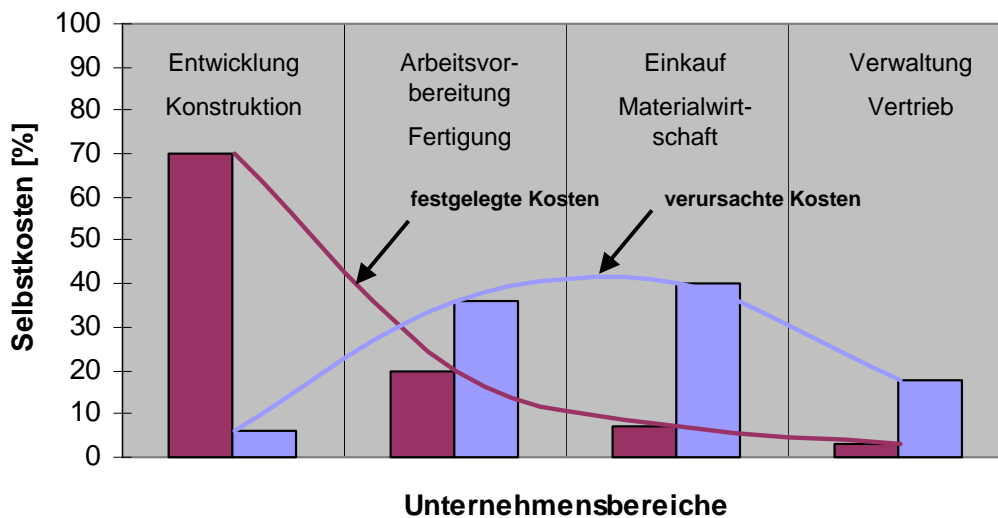 100
90
80
70
60
50
40
30
20
10
0
Selbstkosten [%]
Entwicklung
Konstruktion
Arbeitsvor-
bereitung
Fertigung
Einkauf
Materialwirt-
schaft
Verwaltung
Vertrieb
festgelegte Kosten
verursachte Kosten
Unternehmensbereiche